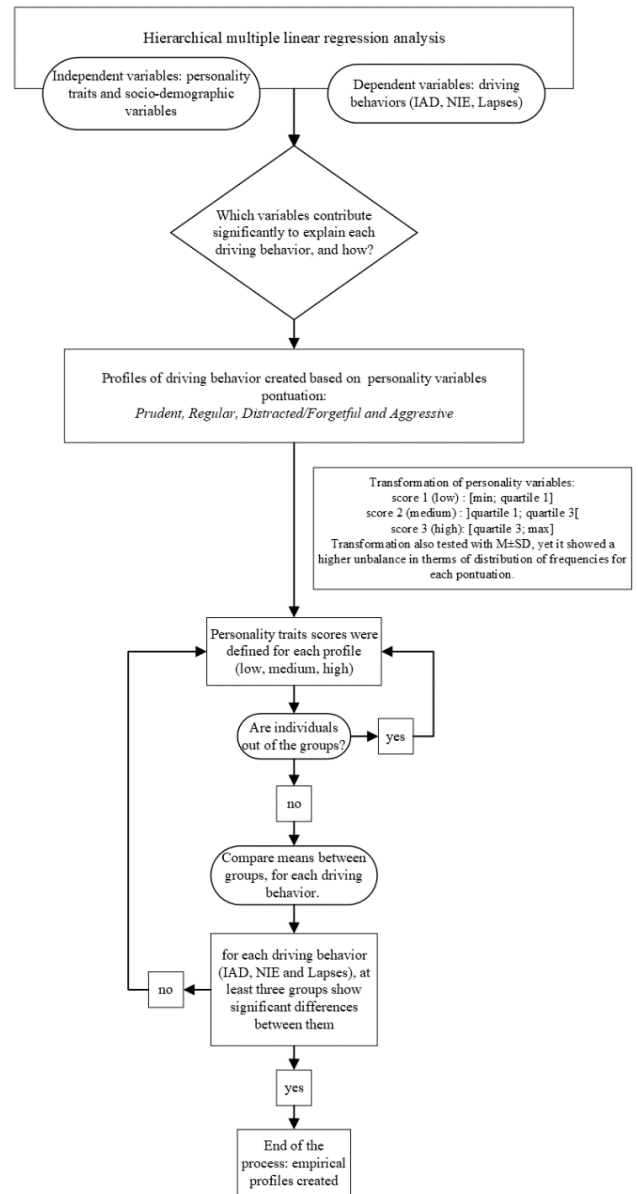 Hierarchical multiple linear regression analysis
Independent variables: personality
traits and socio-demographic
variables
Dependent variables: driving
behaviors (IAD, NIE, Lapses)
Which variables contribute
significantly to explain each
driving behavior, and how?
Profiles of driving behavior created based on personality variables
pontuation:
Prudent, Regular, Distracted/Forgetful and Aggressive
Transformation of personality variables:
score 1 (low) : [min; quartile 1]
score 2 (medium) : ]quartile 1; quartile 3[
score 3 (high): [quartile 3; max]
Transformation also tested with M±SD, yet it showed a
higher unbalance in therms of distribution of frequencies for
each pontuation.
Personality traits scores were
defined for each profile
(low, medium, high)
Are individuals
out of the groups?
yes
no
Compare means between
groups, for each driving
behavior.
for each driving behavior
(IAD, NIE and Lapses), at
least three groups show
significant differences
between them
no
yes
End of the
process: empirical
profiles created